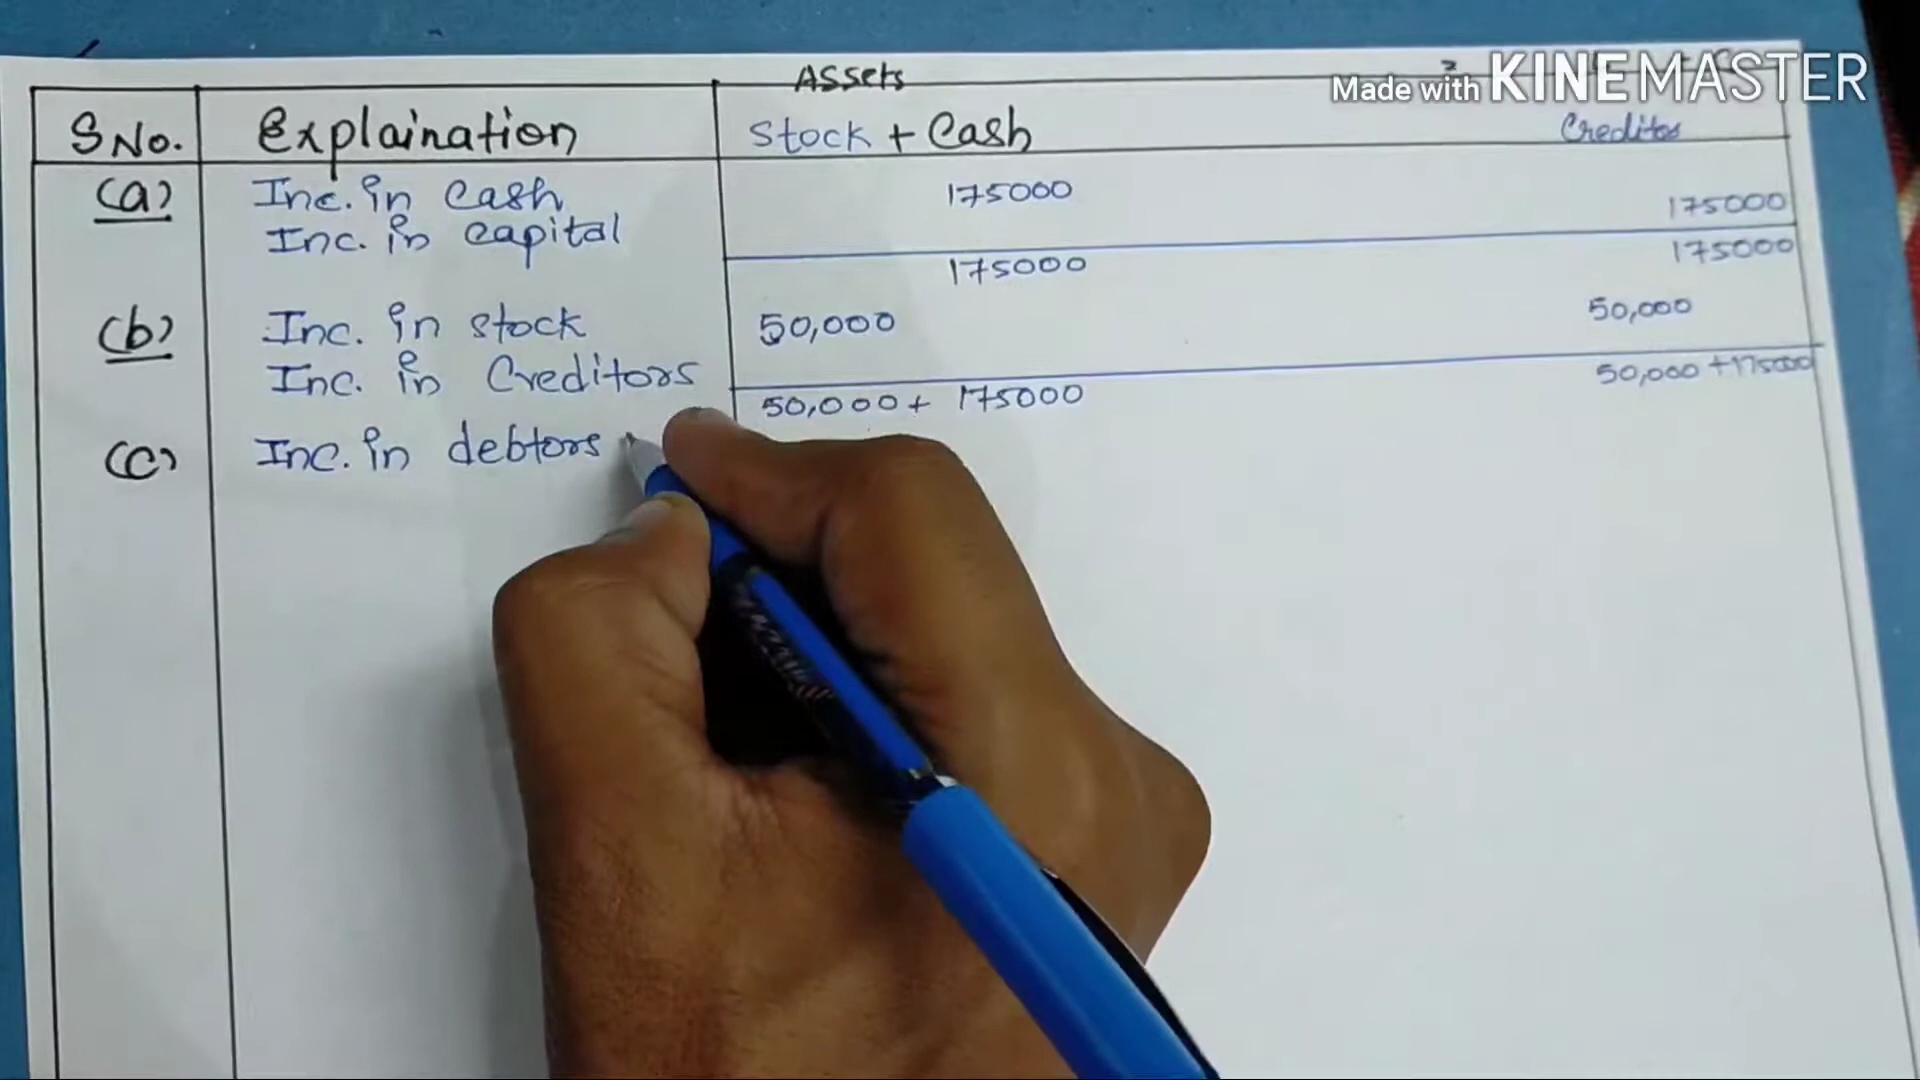 Assets
Made with KINEMASTER
S No. Explaination Stock + Cash Creditos
(a) Inc. in cash 175000 175000
Inc. in capital
175000 175000
(b) Inc. in stock 50,000 50,000
Inc. in Creditors
50,000 + 175000 50,000 + 175000
(c) Inc. in debtors